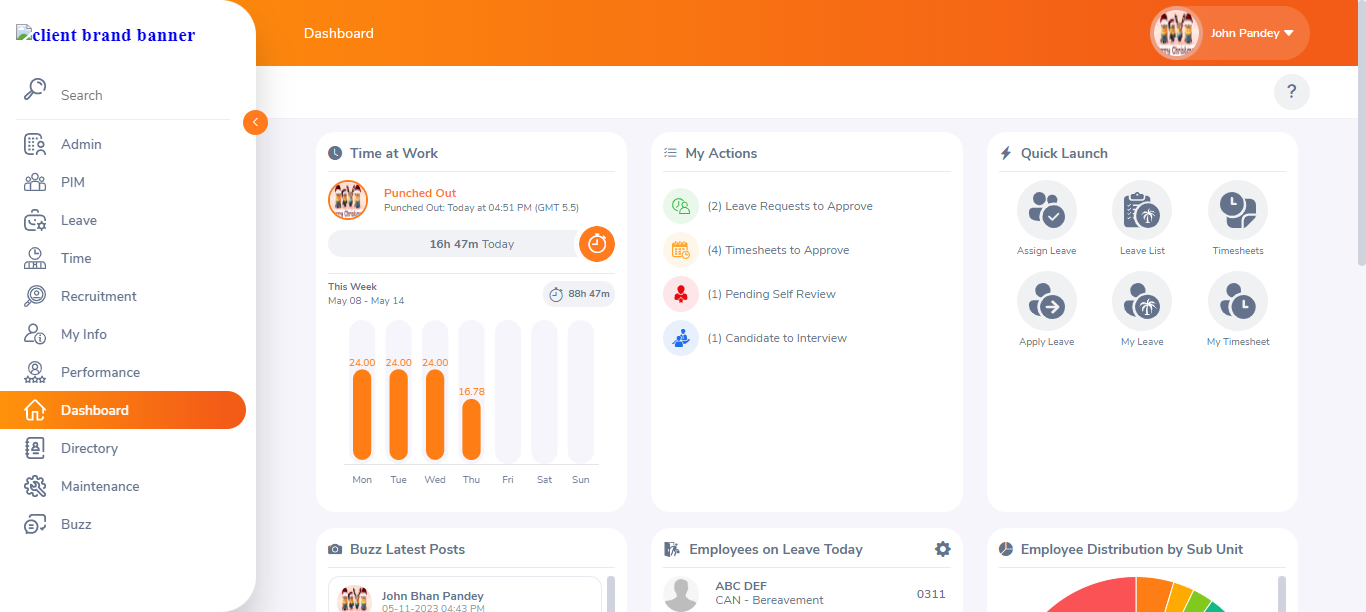 client brand banner
Dashboard
John Pandey
Search
?
Admin
PIM
Leave
Time
Recruitment
My Info
Performance
Dashboard
Directory
Maintenance
Buzz
Time at Work
Punched Out
Punched Out: Today at 04:51 PM (GMT 5.5)
16h 47m Today
This Week
May 08 - May 14
88h 47m
24.00 24.00 24.00
16.78
Mon Tue Wed Thu Fri Sat Sun
My Actions
(2) Leave Requests to Approve
(4) Timesheets to Approve
(1) Pending Self Review
(1) Candidate to Interview
Quick Launch
Assign Leave Leave List Timesheets
Apply Leave My Leave My Timesheet
Buzz Latest Posts
John Bhan Pandey
05-11-2023 04:43 PM
Employees on Leave Today
ABC DEF
CAN - Bereavement
0311
Employee Distribution by Sub Unit